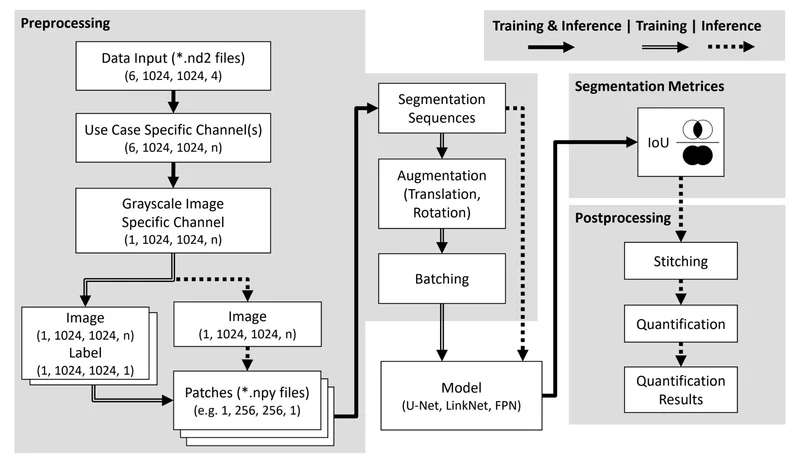 Preprocessing
Data Input (*.nd2 files)
(6, 1024, 1024, 4)
Use Case Specific Channel(s)
(6, 1024, 1024, n)
Grayscale Image
Specific Channel
(1, 1024, 1024, n)
Image
(1, 1024, 1024, n)
Label
(1, 1024, 1024, 1)
Image
(1, 1024, 1024, n)
Patches (*.npy files)
(e.g. 1, 256, 256, 1)
Segmentation
Sequences
Augmentation
(Translation,
Rotation)
Batching
Model
(U-Net, LinkNet, FPN)
Training & Inference | Training | Inference
Segmentation Metrices
IoU
Postprocessing
Stitching
Quantification
Quantification
Results